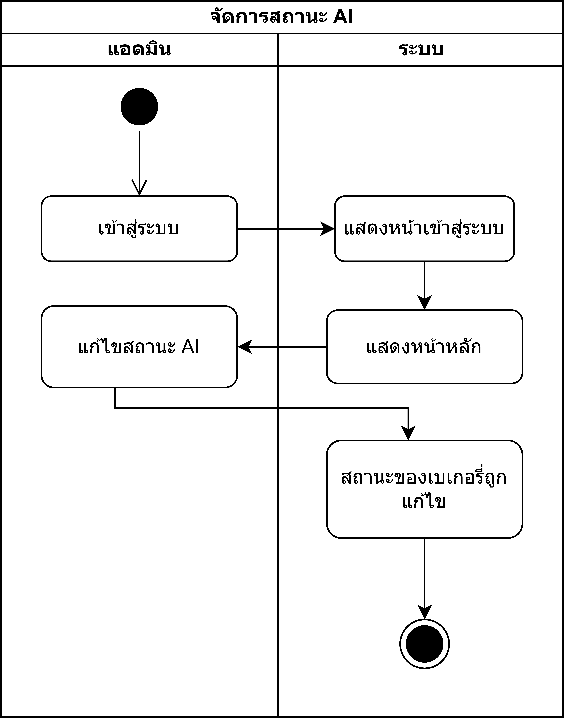 จัดการสถานะ AI
แอดมิน
ระบบ
เข้าสู่ระบบ
แสดงหน้าเข้าสู่ระบบ
แก้ไขสถานะ AI
แสดงหน้าหลัก
สถานะของเบเกอรี่ถูก
แก้ไข